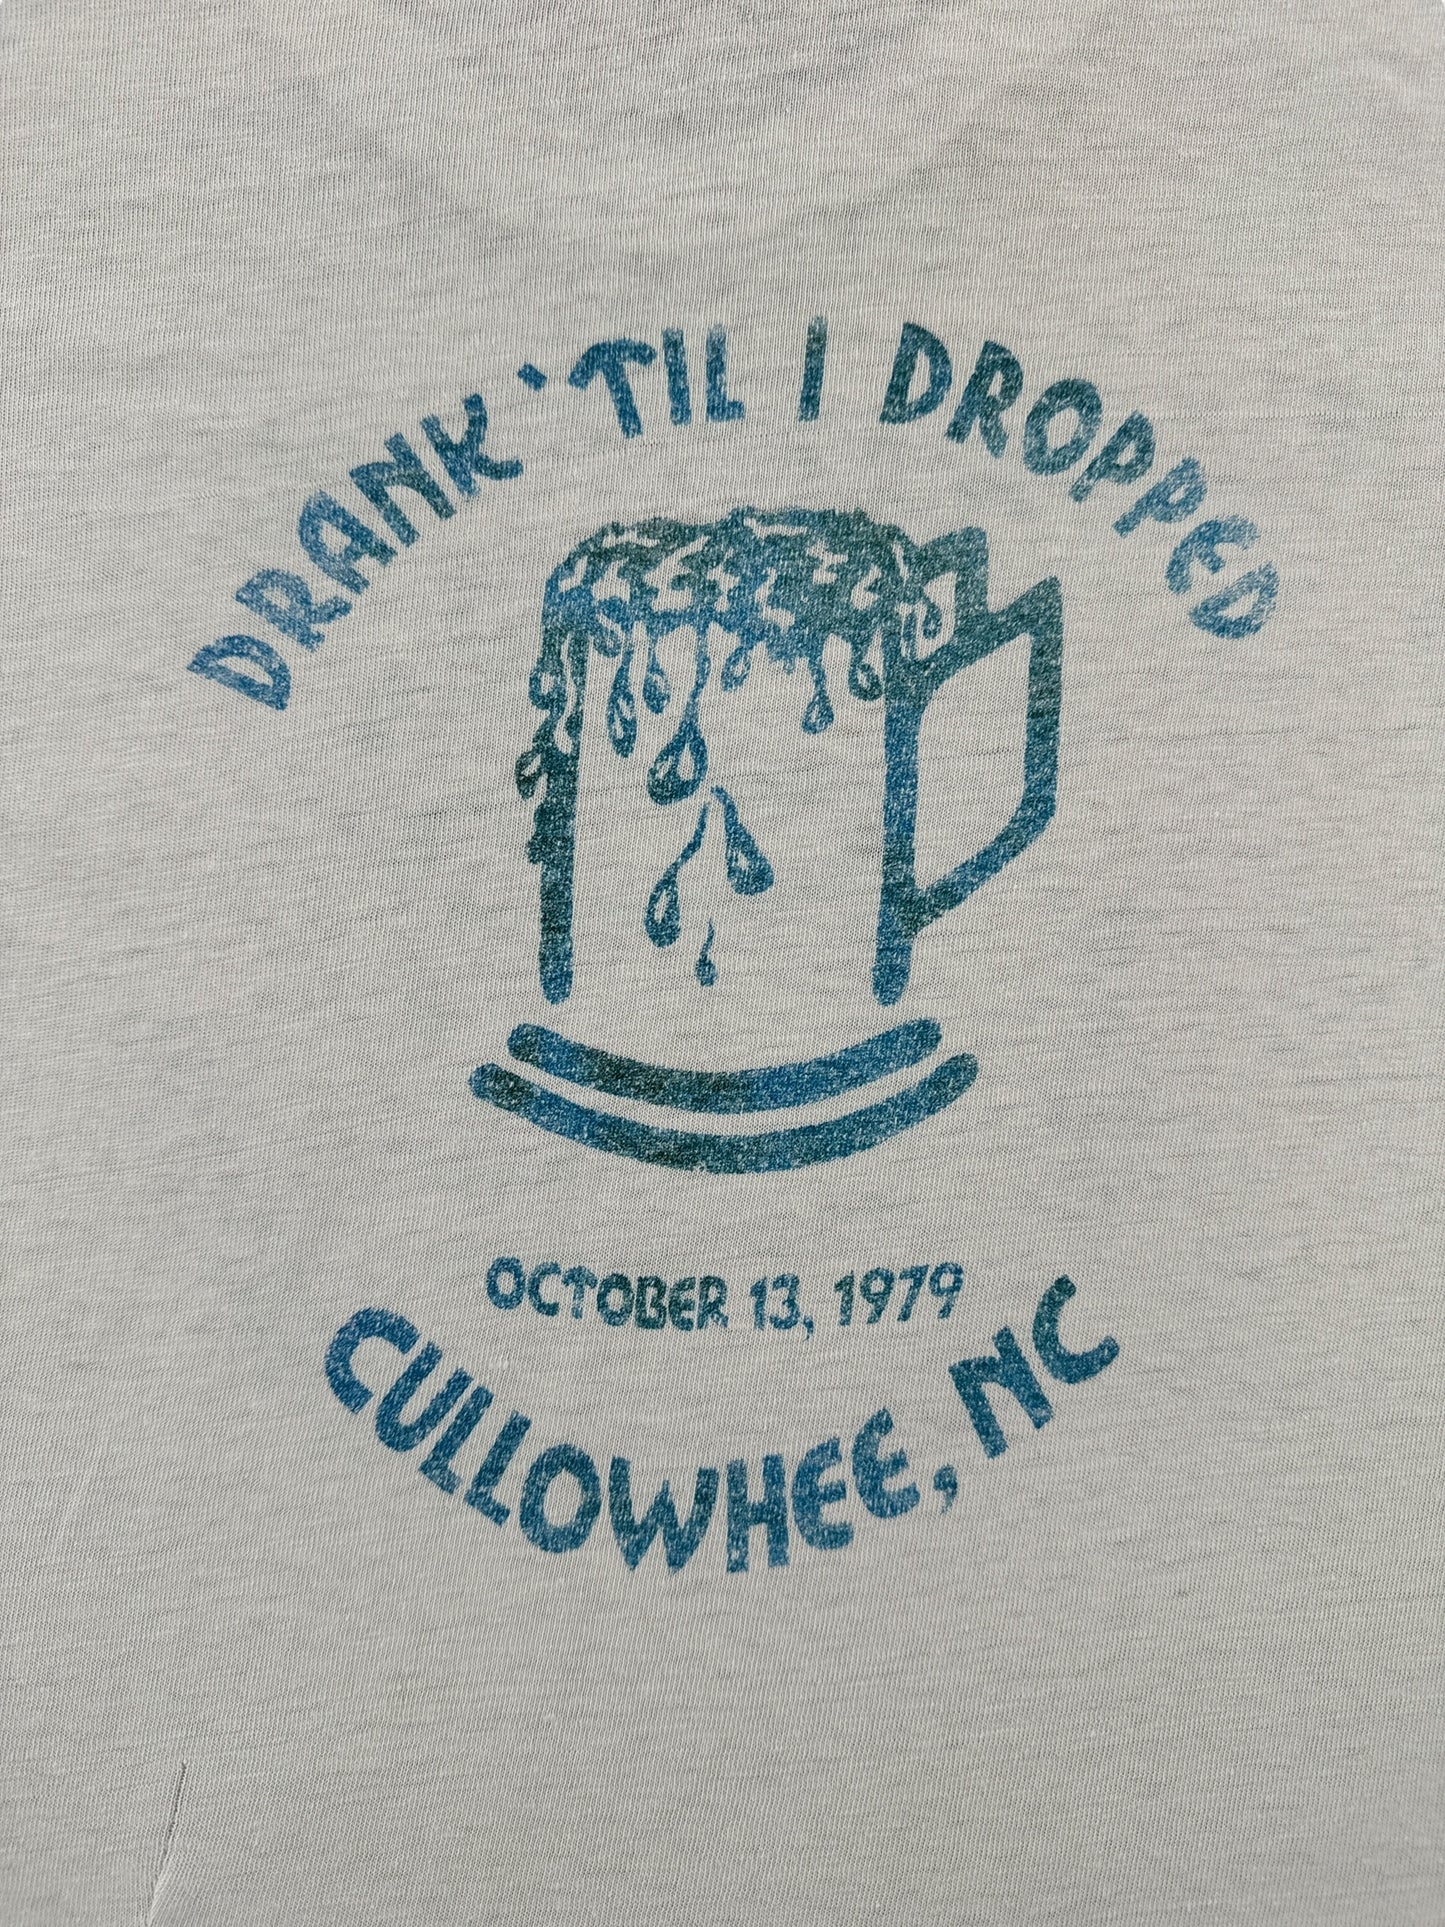 DRANK 'TIL I DROPPED
OCTOBER 13, 1979
CULLOWHEE, NC